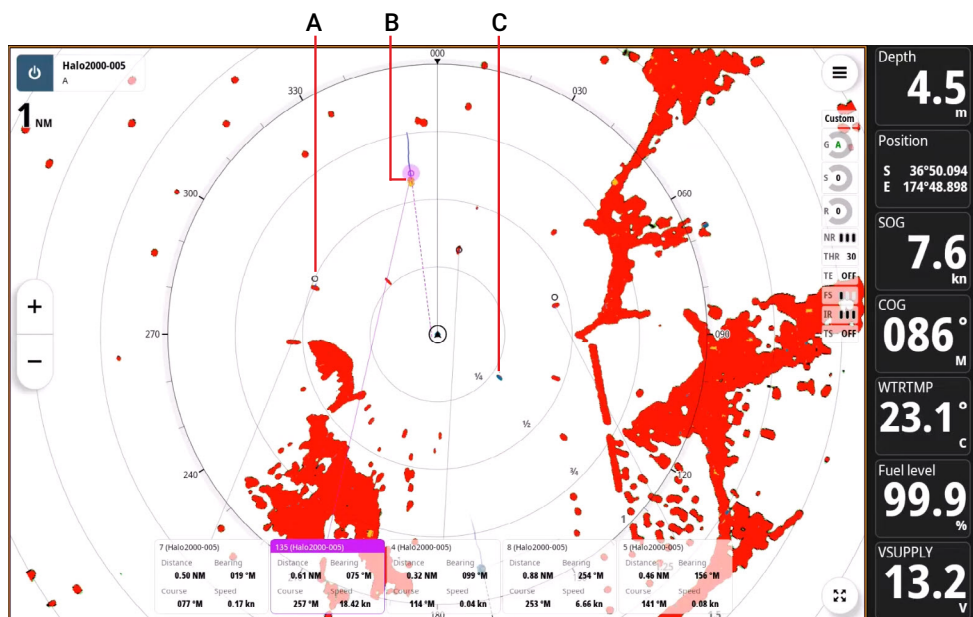 A B C
Halo2000-005
A
1 NM
000
030
060
090
120
180
240
270
300
330
¼
½
¾
1
1.25
1.5
+
−
Custom
G A
S 0
R 0
NR
THR 30
TE OFF
FS
IR
TS OFF
Depth
4.5
m
Position
S 36°50.094
E 174°48.898
SOG
7.6
kn
COG
086°
M
WTRTMP
23.1°
C
Fuel level
99.9
%
VSUPPLY
13.2
V
7 (Halo2000-005)
Distance Bearing
0.50 NM 019 °M
Course Speed
077 °M 0.17 kn
135 (Halo2000-005)
Distance Bearing
0.61 NM 075 °M
Course Speed
257 °M 18.42 kn
4 (Halo2000-005)
Distance Bearing
0.32 NM 099 °M
Course Speed
114 °M 0.04 kn
8 (Halo2000-005)
Distance Bearing
0.88 NM 254 °M
Course Speed
253 °M 6.66 kn
5 (Halo2000-005)
Distance Bearing
0.46 NM 156 °M
Course Speed
141 °M 0.08 kn